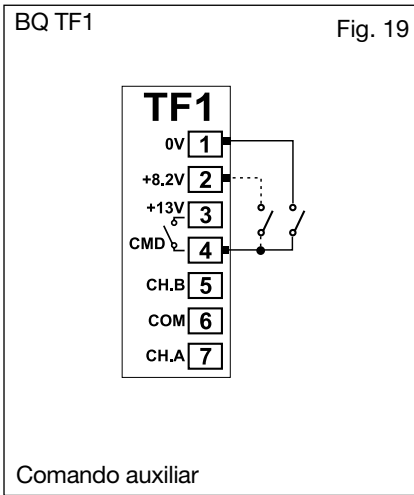 BQ TF1 Fig. 19
TF1
0V 1
+8.2V 2
+13V 3
CMD 4
CH.B 5
COM 6
CH.A 7
Comando auxiliar